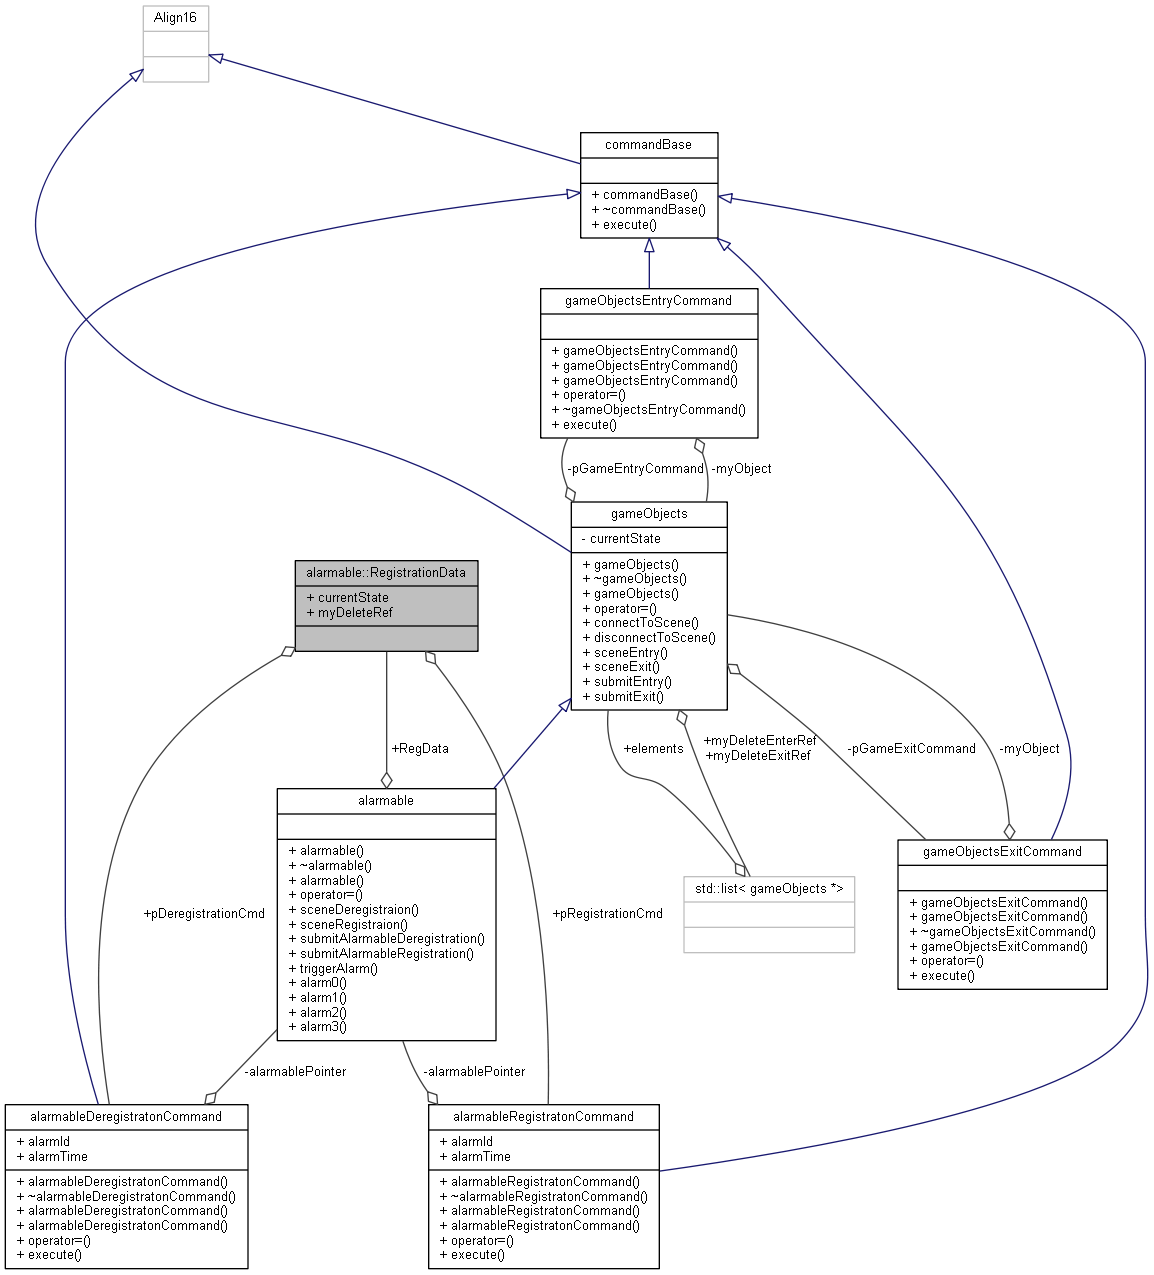 Align16
commandBase
+ commandBase()
+ ~commandBase()
+ execute()
gameObjectsEntryCommand
+ gameObjectsEntryCommand()
+ gameObjectsEntryCommand()
+ gameObjectsEntryCommand()
+ operator=()
+ ~gameObjectsEntryCommand()
+ execute()
-pGameEntryCommand
-myObject
gameObjects
- currentState
+ gameObjects()
+ ~gameObjects()
+ gameObjects()
+ operator=()
+ connectToScene()
+ disconnectToScene()
+ sceneEntry()
+ sceneExit()
+ submitEntry()
+ submitExit()
alarmable::RegistrationData
+ currentState
+ myDeleteRef
+RegData
+elements
+myDeleteEnterRef
+myDeleteExitRef
-pGameExitCommand
-myObject
alarmable
+ alarmable()
+ ~alarmable()
+ alarmable()
+ operator=()
+ sceneDeregistraion()
+ sceneRegistraion()
+ submitAlarmableDeregistration()
+ submitAlarmableRegistration()
+ triggerAlarm()
+ alarm0()
+ alarm1()
+ alarm2()
+ alarm3()
std::list< gameObjects *>
gameObjectsExitCommand
+ gameObjectsExitCommand()
+ gameObjectsExitCommand()
+ ~gameObjectsExitCommand()
+ gameObjectsExitCommand()
+ operator=()
+ execute()
+pDeregistrationCmd
+pRegistrationCmd
-alarmablePointer
-alarmablePointer
alarmableDeregistratonCommand
+ alarmId
+ alarmTime
+ alarmableDeregistratonCommand()
+ ~alarmableDeregistratonCommand()
+ alarmableDeregistratonCommand()
+ alarmableDeregistratonCommand()
+ operator=()
+ execute()
alarmableRegistratonCommand
+ alarmId
+ alarmTime
+ alarmableRegistratonCommand()
+ ~alarmableRegistratonCommand()
+ alarmableRegistratonCommand()
+ alarmableRegistratonCommand()
+ operator=()
+ execute()